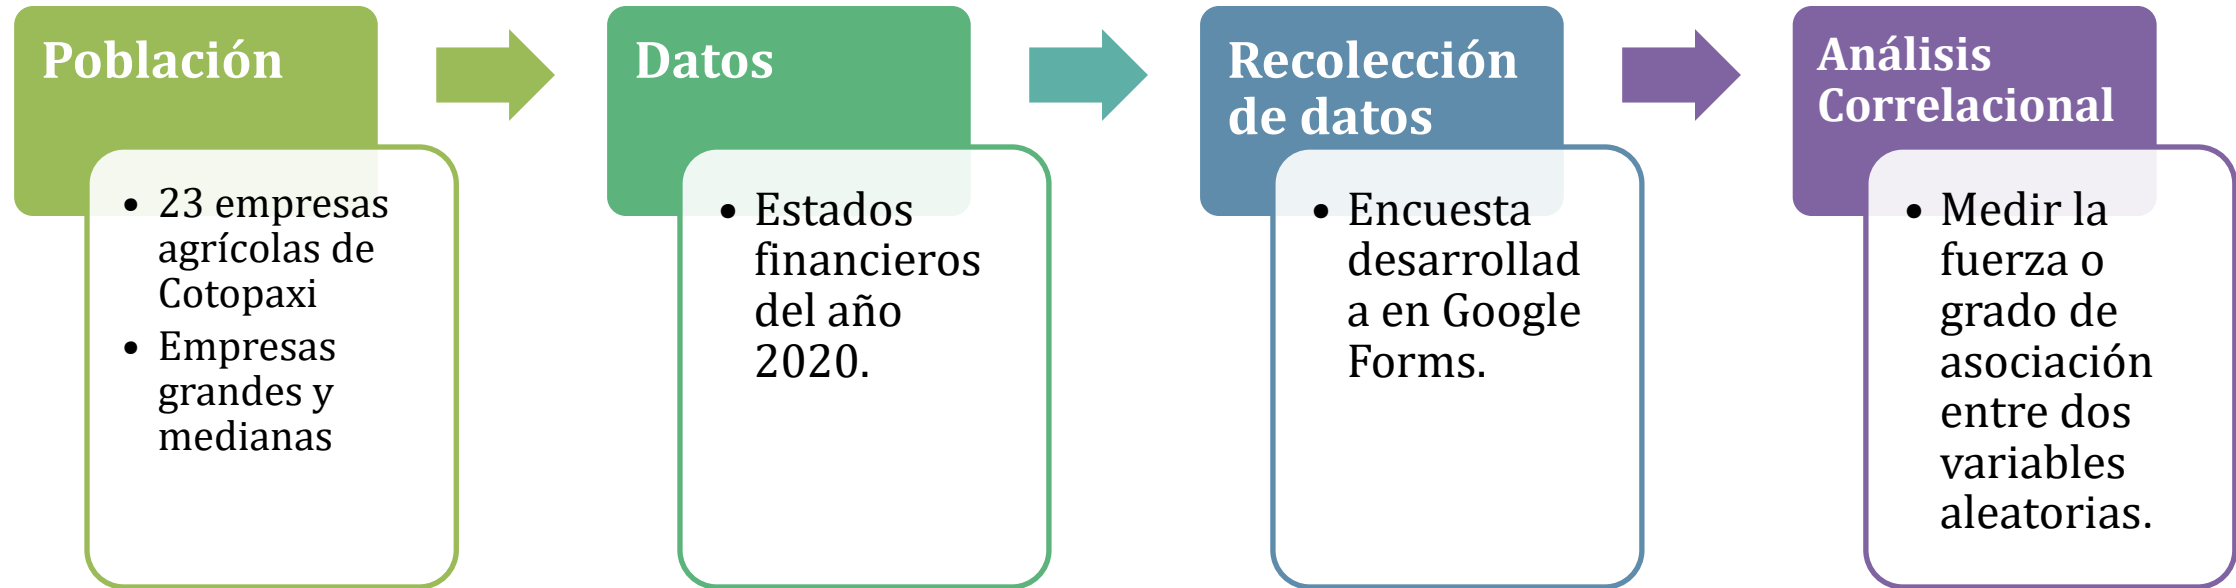 Población
• 23 empresas
agrícolas de
Cotopaxi
• Empresas
grandes y
medianas
Datos
• Estados
financieros
del año
2020.
Recolección
de datos
• Encuesta
desarrollad
a en Google
Forms.
Análisis
Correlacional
• Medir la
fuerza o
grado de
asociación
entre dos
variables
aleatorias.